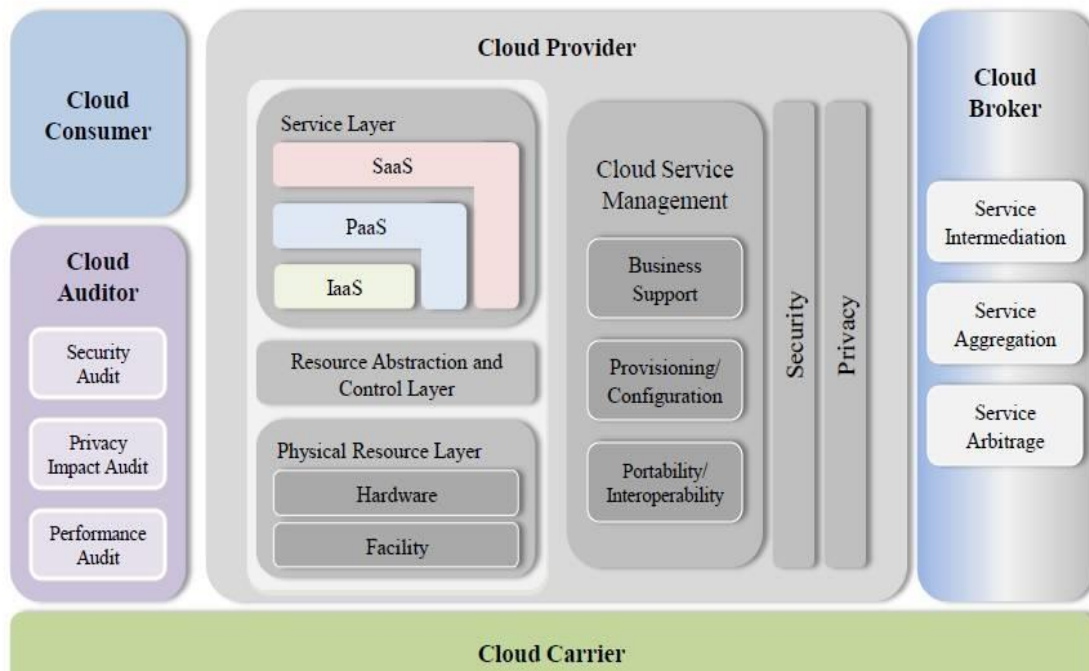 Cloud
Consumer
Cloud
Auditor
Security
Audit
Privacy
Impact Audit
Performance
Audit
Cloud Provider
Service Layer
SaaS
PaaS
IaaS
Resource Abstraction and
Control Layer
Physical Resource Layer
Hardware
Facility
Cloud Service
Management
Business
Support
Provisioning/
Configuration
Portability/
Interoperability
Security
Privacy
Cloud
Broker
Service
Intermediation
Service
Aggregation
Service
Arbitrage
Cloud Carrier